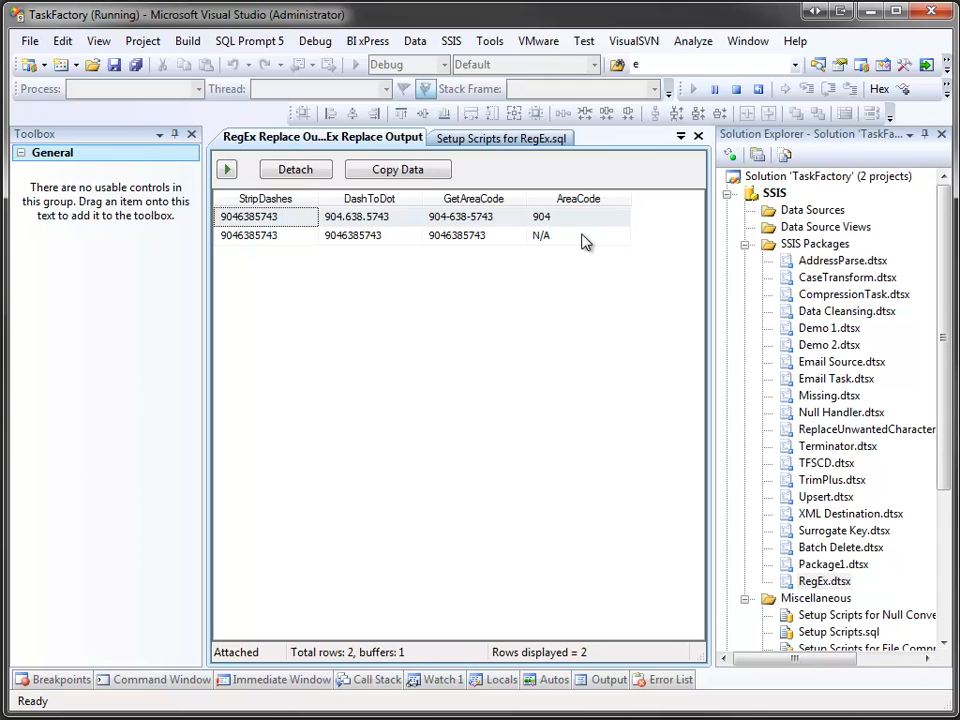 TaskFactory (Running) - Microsoft Visual Studio (Administrator)
File Edit View Project Build SQL Prompt 5 Debug BI xPress Data SSIS Tools VMware Test VisualSVN Analyze Window Help
Debug Default e
Process: Thread: Stack Frame: Hex
Toolbox
General
There are no usable controls in
this group. Drag an item onto this
text to add it to the toolbox.
RegEx Replace Ou...Ex Replace Output Setup Scripts for RegEx.sql
Detach Copy Data
StripDashes DashToDot GetAreaCode AreaCode
9046385743 904.638.5743 904-638-5743 904
9046385743 9046385743 9046385743 N/A
Attached Total rows: 2, buffers: 1 Rows displayed = 2
Solution Explorer - Solution 'TaskFa...
Solution 'TaskFactory' (2 projects)
SSIS
Data Sources
Data Source Views
SSIS Packages
AddressParse.dtsx
CaseTransform.dtsx
CompressionTask.dtsx
Data Cleansing.dtsx
Demo 1.dtsx
Demo 2.dtsx
Email Source.dtsx
Email Task.dtsx
Missing.dtsx
Null Handler.dtsx
ReplaceUnwantedCharacter
Terminator.dtsx
TFSCD.dtsx
TrimPlus.dtsx
Upsert.dtsx
XML Destination.dtsx
Surrogate Key.dtsx
Batch Delete.dtsx
Package1.dtsx
RegEx.dtsx
Miscellaneous
Setup Scripts for Null Conve
Setup Scripts.sql
Setup Scripts for File Compr
Breakpoints Command Window Immediate Window Call Stack Watch 1 Locals Autos Output Error List
Ready